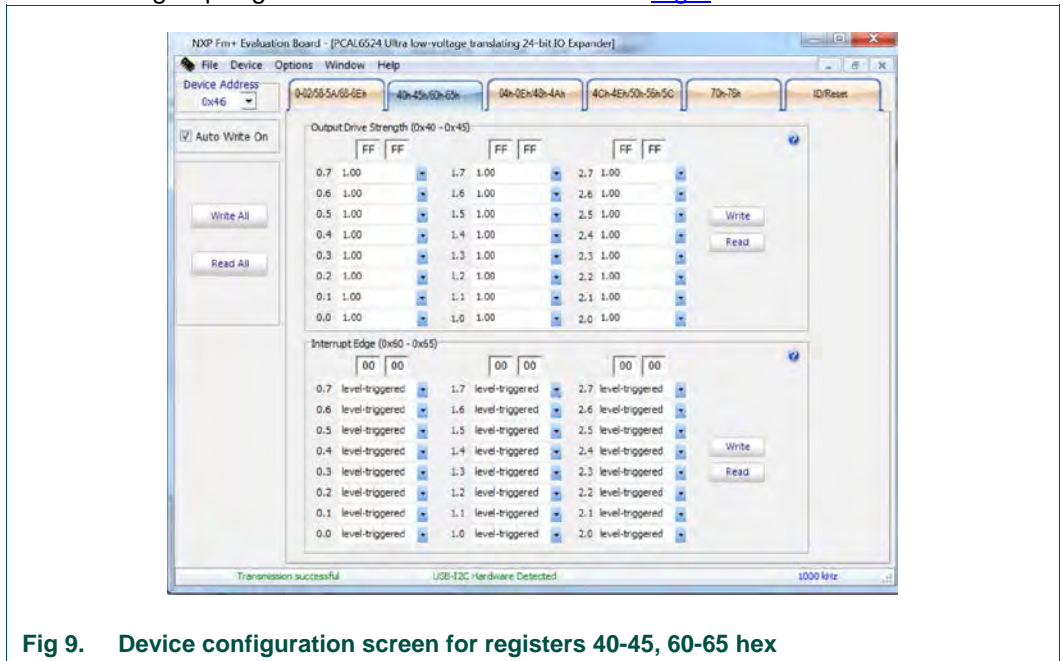 NXP Fm+ Evaluation Board - [PCAL6524 Ultra low-voltage translating 24-bit IO Expander]
File Device Options Window Help
Device Address
0x46
0-02/58-5A/68-6Eh 40h-45h/60h-65h 04h-0Eh/48h-4Ah 4Ch-4Eh/50h-56h/5C 70h-76h ID/Reset
Auto Write On
Write All
Read All
Output Drive Strength (0x40 - 0x45)
FF FF FF FF FF FF
0.7 1.00 1.7 1.00 2.7 1.00
0.6 1.00 1.6 1.00 2.6 1.00
0.5 1.00 1.5 1.00 2.5 1.00 Write
0.4 1.00 1.4 1.00 2.4 1.00 Read
0.3 1.00 1.3 1.00 2.3 1.00
0.2 1.00 1.2 1.00 2.2 1.00
0.1 1.00 1.1 1.00 2.1 1.00
0.0 1.00 1.0 1.00 2.0 1.00
Interrupt Edge (0x60 - 0x65)
00 00 00 00 00 00
0.7 level-triggered 1.7 level-triggered 2.7 level-triggered
0.6 level-triggered 1.6 level-triggered 2.6 level-triggered
0.5 level-triggered 1.5 level-triggered 2.5 level-triggered
0.4 level-triggered 1.4 level-triggered 2.4 level-triggered Write
0.3 level-triggered 1.3 level-triggered 2.3 level-triggered Read
0.2 level-triggered 1.2 level-triggered 2.2 level-triggered
0.1 level-triggered 1.1 level-triggered 2.1 level-triggered
0.0 level-triggered 1.0 level-triggered 2.0 level-triggered
Transmission successful USB-I2C Hardware Detected 1000 kHz
Fig 9. Device configuration screen for registers 40-45, 60-65 hex